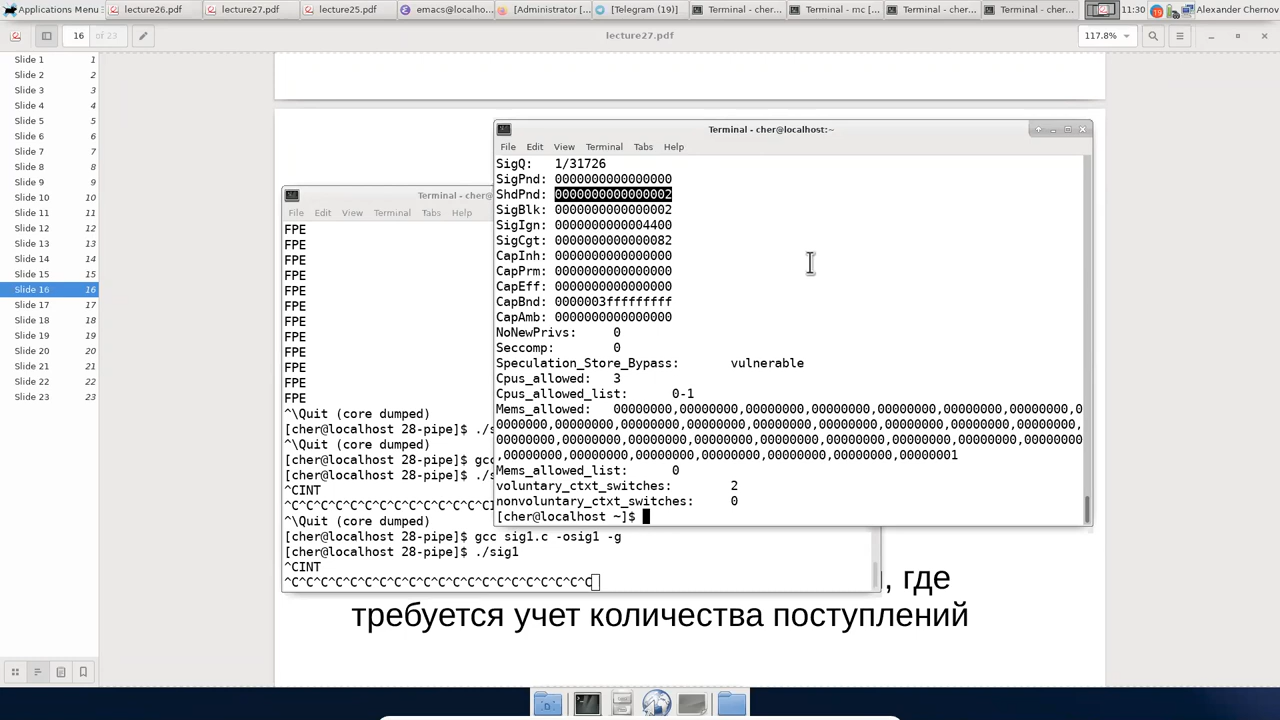 Applications Menu
lecture26.pdf
lecture27.pdf
lecture25.pdf
emacs@localho...
[Administrator [...
[Telegram (19)]
Terminal - cher...
Terminal - mc [...
Terminal - cher...
Terminal - cher...
11:30
19
Alexander Chernov
16 of 23
lecture27.pdf
117.8%
Slide 1 1
Slide 2 2
Slide 3 3
Slide 4 4
Slide 5 5
Slide 6 6
Slide 7 7
Slide 8 8
Slide 9 9
Slide 10 10
Slide 11 11
Slide 12 12
Slide 13 13
Slide 14 14
Slide 15 15
Slide 16 16
Slide 17 17
Slide 18 18
Slide 19 19
Slide 20 20
Slide 21 21
Slide 22 22
Slide 23 23
Terminal - cher@
File Edit View Terminal Tabs Help
FPE
FPE
FPE
FPE
FPE
FPE
FPE
FPE
FPE
FPE
FPE
FPE
^\Quit (core dumped)
[cher@localhost 28-pipe]$ ./s
^\Quit (core dumped)
[cher@localhost 28-pipe]$ gcc
[cher@localhost 28-pipe]$ ./s
^CINT
^C^C^C^C^C^C^C^C^C^C^C^C^C^CI
^\Quit (core dumped)
[cher@localhost 28-pipe]$ gcc sig1.c -osig1 -g
[cher@localhost 28-pipe]$ ./sig1
^CINT
^C^C^C^C^C^C^C^C^C^C^C^C^C^C^C^C^C^C^C^C^C
Terminal - cher@localhost:~
File Edit View Terminal Tabs Help
SigQ: 1/31726
SigPnd: 0000000000000000
ShdPnd: 0000000000000002
SigBlk: 0000000000000002
SigIgn: 0000000000004400
SigCgt: 0000000000000082
CapInh: 0000000000000000
CapPrm: 0000000000000000
CapEff: 0000000000000000
CapBnd: 0000003fffffffff
CapAmb: 0000000000000000
NoNewPrivs: 0
Seccomp: 0
Speculation_Store_Bypass: vulnerable
Cpus_allowed: 3
Cpus_allowed_list: 0-1
Mems_allowed: 00000000,00000000,00000000,00000000,00000000,00000000,00000000,0
0000000,00000000,00000000,00000000,00000000,00000000,00000000,00000000,00000000,
00000000,00000000,00000000,00000000,00000000,00000000,00000000,00000000,00000000
,00000000,00000000,00000000,00000000,00000000,00000000,00000001
Mems_allowed_list: 0
voluntary_ctxt_switches: 2
nonvoluntary_ctxt_switches: 0
[cher@localhost ~]$
, где
требуется учет количества поступлений